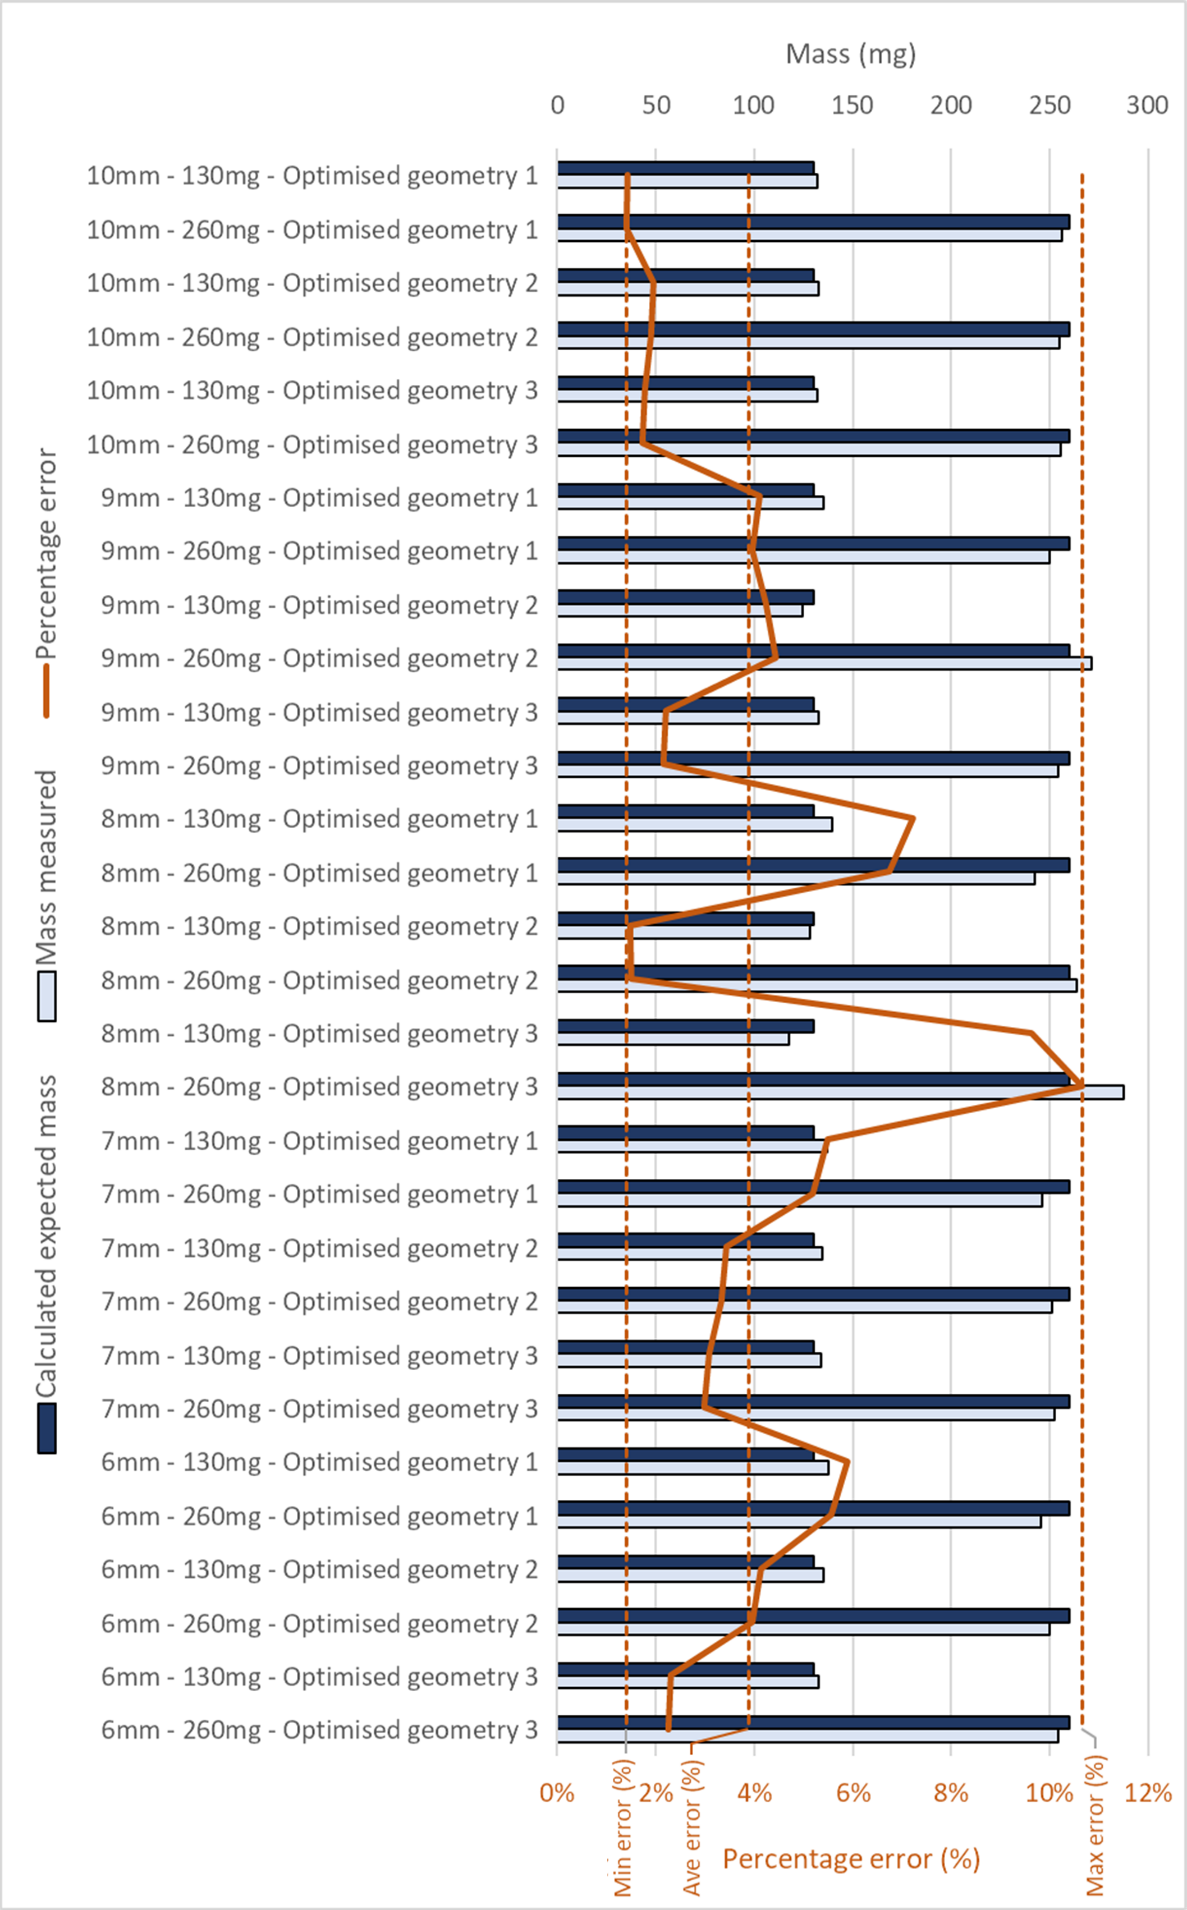 Mass (mg)
0 50 100 150 200 250 300
10mm - 130mg - Optimised geometry 1
10mm - 260mg - Optimised geometry 1
10mm - 130mg - Optimised geometry 2
10mm - 260mg - Optimised geometry 2
10mm - 130mg - Optimised geometry 3
10mm - 260mg - Optimised geometry 3
9mm - 130mg - Optimised geometry 1
9mm - 260mg - Optimised geometry 1
9mm - 130mg - Optimised geometry 2
9mm - 260mg - Optimised geometry 2
9mm - 130mg - Optimised geometry 3
9mm - 260mg - Optimised geometry 3
8mm - 130mg - Optimised geometry 1
8mm - 260mg - Optimised geometry 1
8mm - 130mg - Optimised geometry 2
8mm - 260mg - Optimised geometry 2
8mm - 130mg - Optimised geometry 3
8mm - 260mg - Optimised geometry 3
7mm - 130mg - Optimised geometry 1
7mm - 260mg - Optimised geometry 1
7mm - 130mg - Optimised geometry 2
7mm - 260mg - Optimised geometry 2
7mm - 130mg - Optimised geometry 3
7mm - 260mg - Optimised geometry 3
6mm - 130mg - Optimised geometry 1
6mm - 260mg - Optimised geometry 1
6mm - 130mg - Optimised geometry 2
6mm - 260mg - Optimised geometry 2
6mm - 130mg - Optimised geometry 3
6mm - 260mg - Optimised geometry 3
0% 2% 4% 6% 8% 10% 12%
Min error (%)
Ave error (%)
Max error (%)
Percentage error (%)
Calculated expected mass
Mass measured
Percentage error